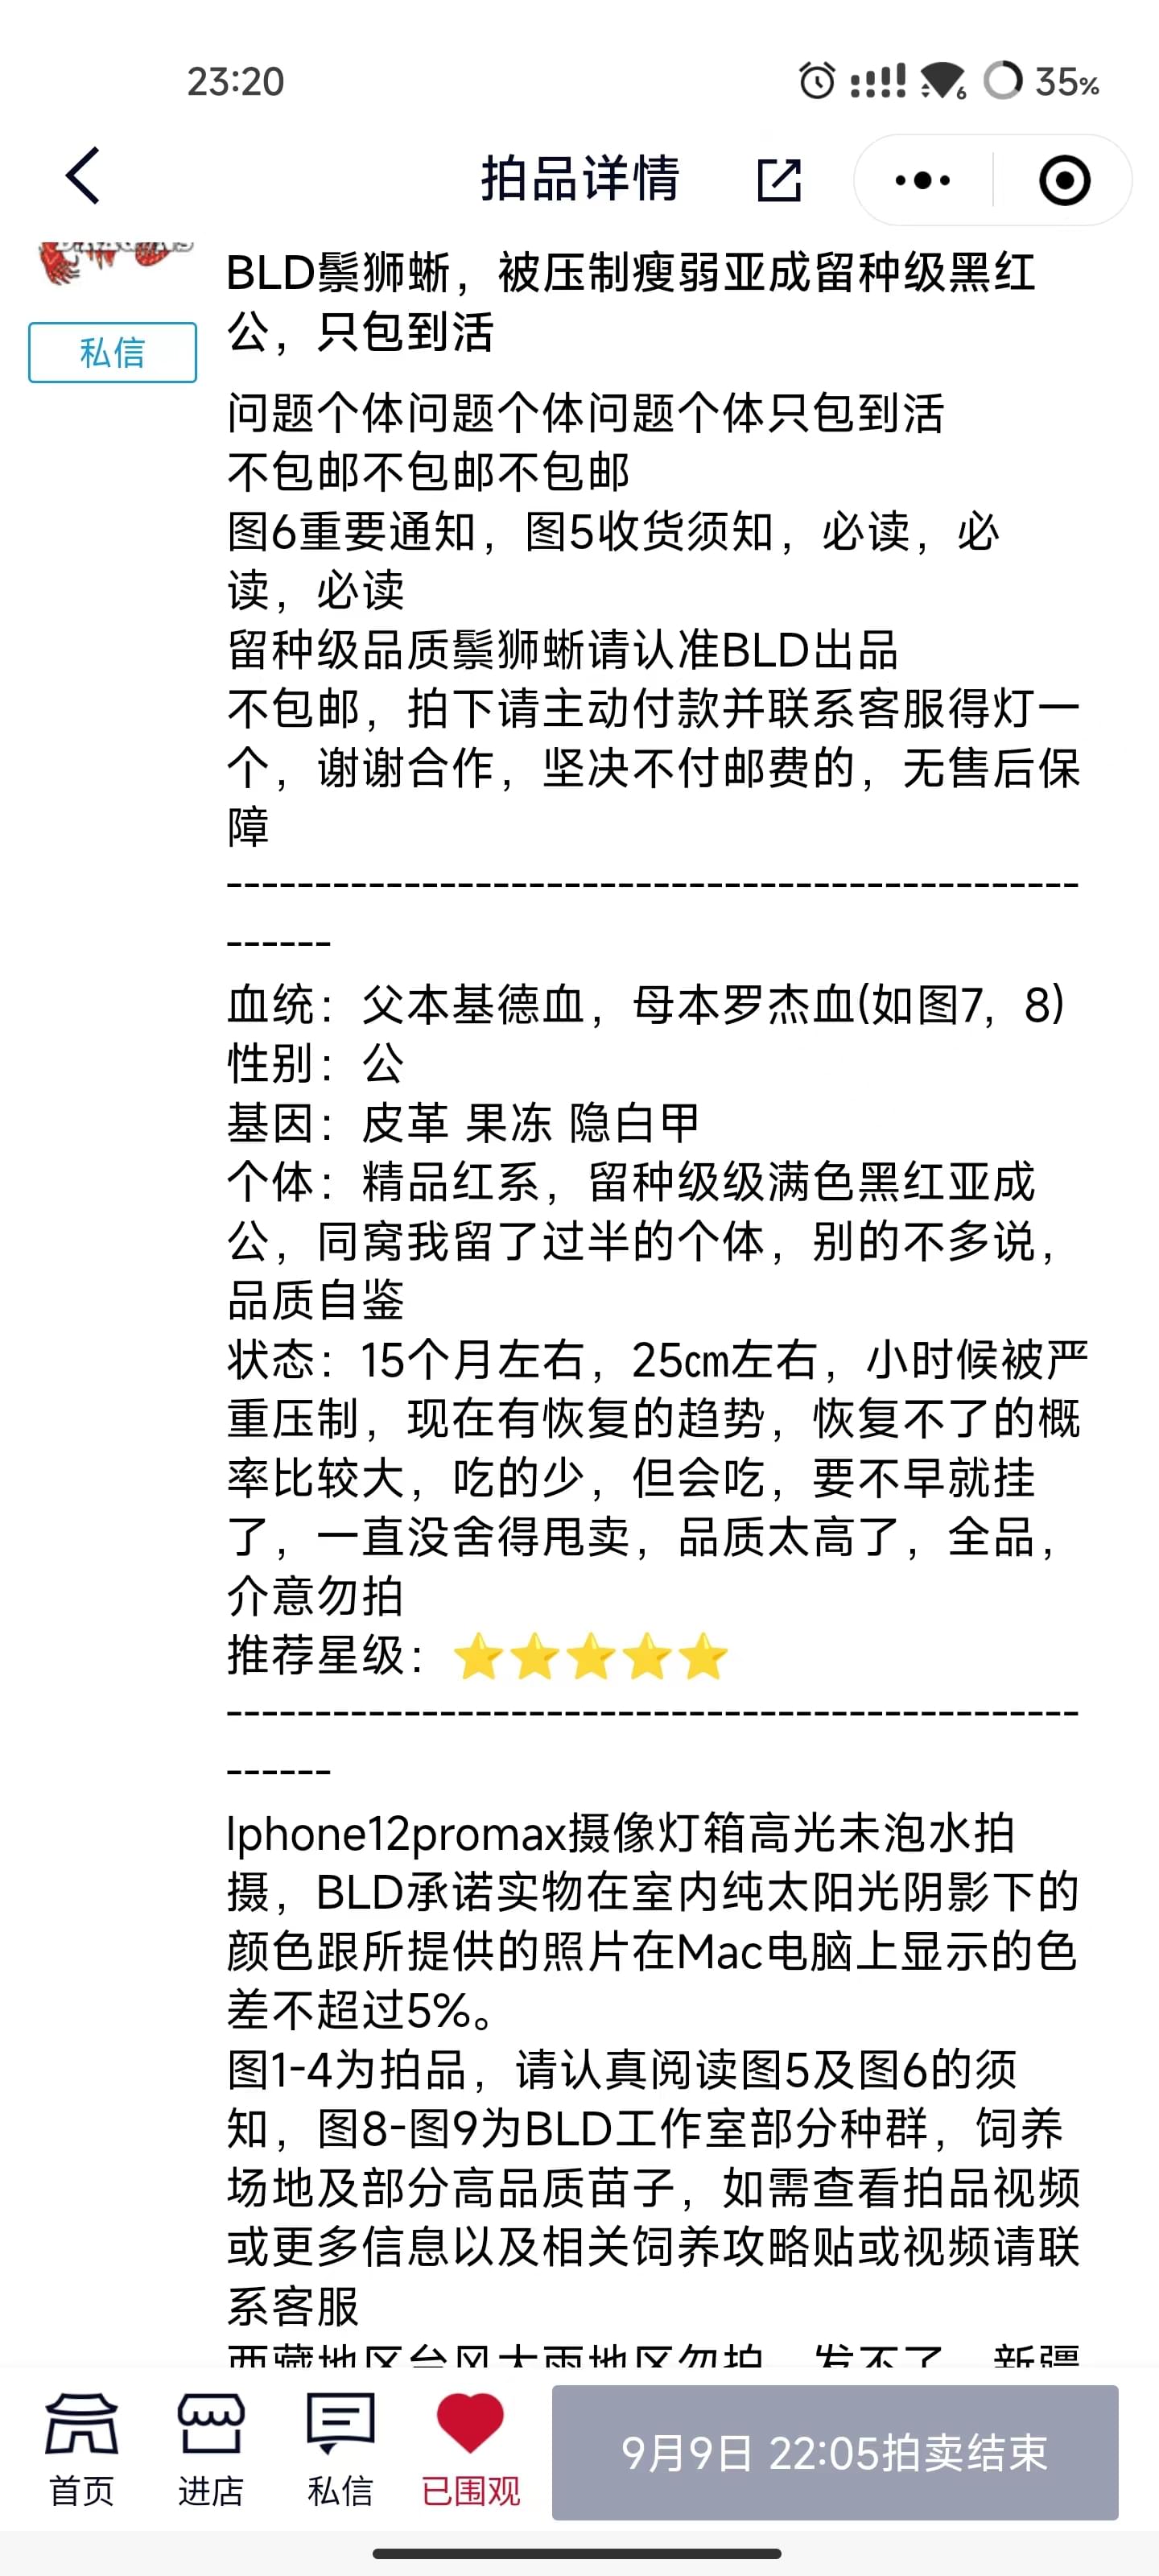 23:20
6
35%
拍品详情
BLD鬃狮蜥，被压制瘦弱亚成留种级黑红
公，只包到活
私信
问题个体问题个体问题个体只包到活
不包邮不包邮不包邮
图6重要通知，图5收货须知，必读，必
读，必读
留种级品质鬃狮蜥请认准BLD出品
不包邮，拍下请主动付款并联系客服得灯一
个，谢谢合作，坚决不付邮费的，无售后保
障
------------------------------------------------
------
血统：父本基德血，母本罗杰血(如图7，8)
性别：公
基因：皮革 果冻 隐白甲
个体：精品红系，留种级级满色黑红亚成
公，同窝我留了过半的个体，别的不多说，
品质自鉴
状态：15个月左右，25㎝左右，小时候被严
重压制，现在有恢复的趋势，恢复不了的概
率比较大，吃的少，但会吃，要不早就挂
了，一直没舍得甩卖，品质太高了，全品，
介意勿拍
推荐星级：⭐⭐⭐⭐⭐
------------------------------------------------
------
Iphone12promax摄像灯箱高光未泡水拍
摄，BLD承诺实物在室内纯太阳光阴影下的
颜色跟所提供的照片在Mac电脑上显示的色
差不超过5%。
图1-4为拍品，请认真阅读图5及图6的须
知，图8-图9为BLD工作室部分种群，饲养
场地及部分高品质苗子，如需查看拍品视频
或更多信息以及相关饲养攻略贴或视频请联
系客服
西藏地区台风大雨地区勿拍，发不了，新疆
首页
进店
私信
已围观
9月9日 22:05拍卖结束